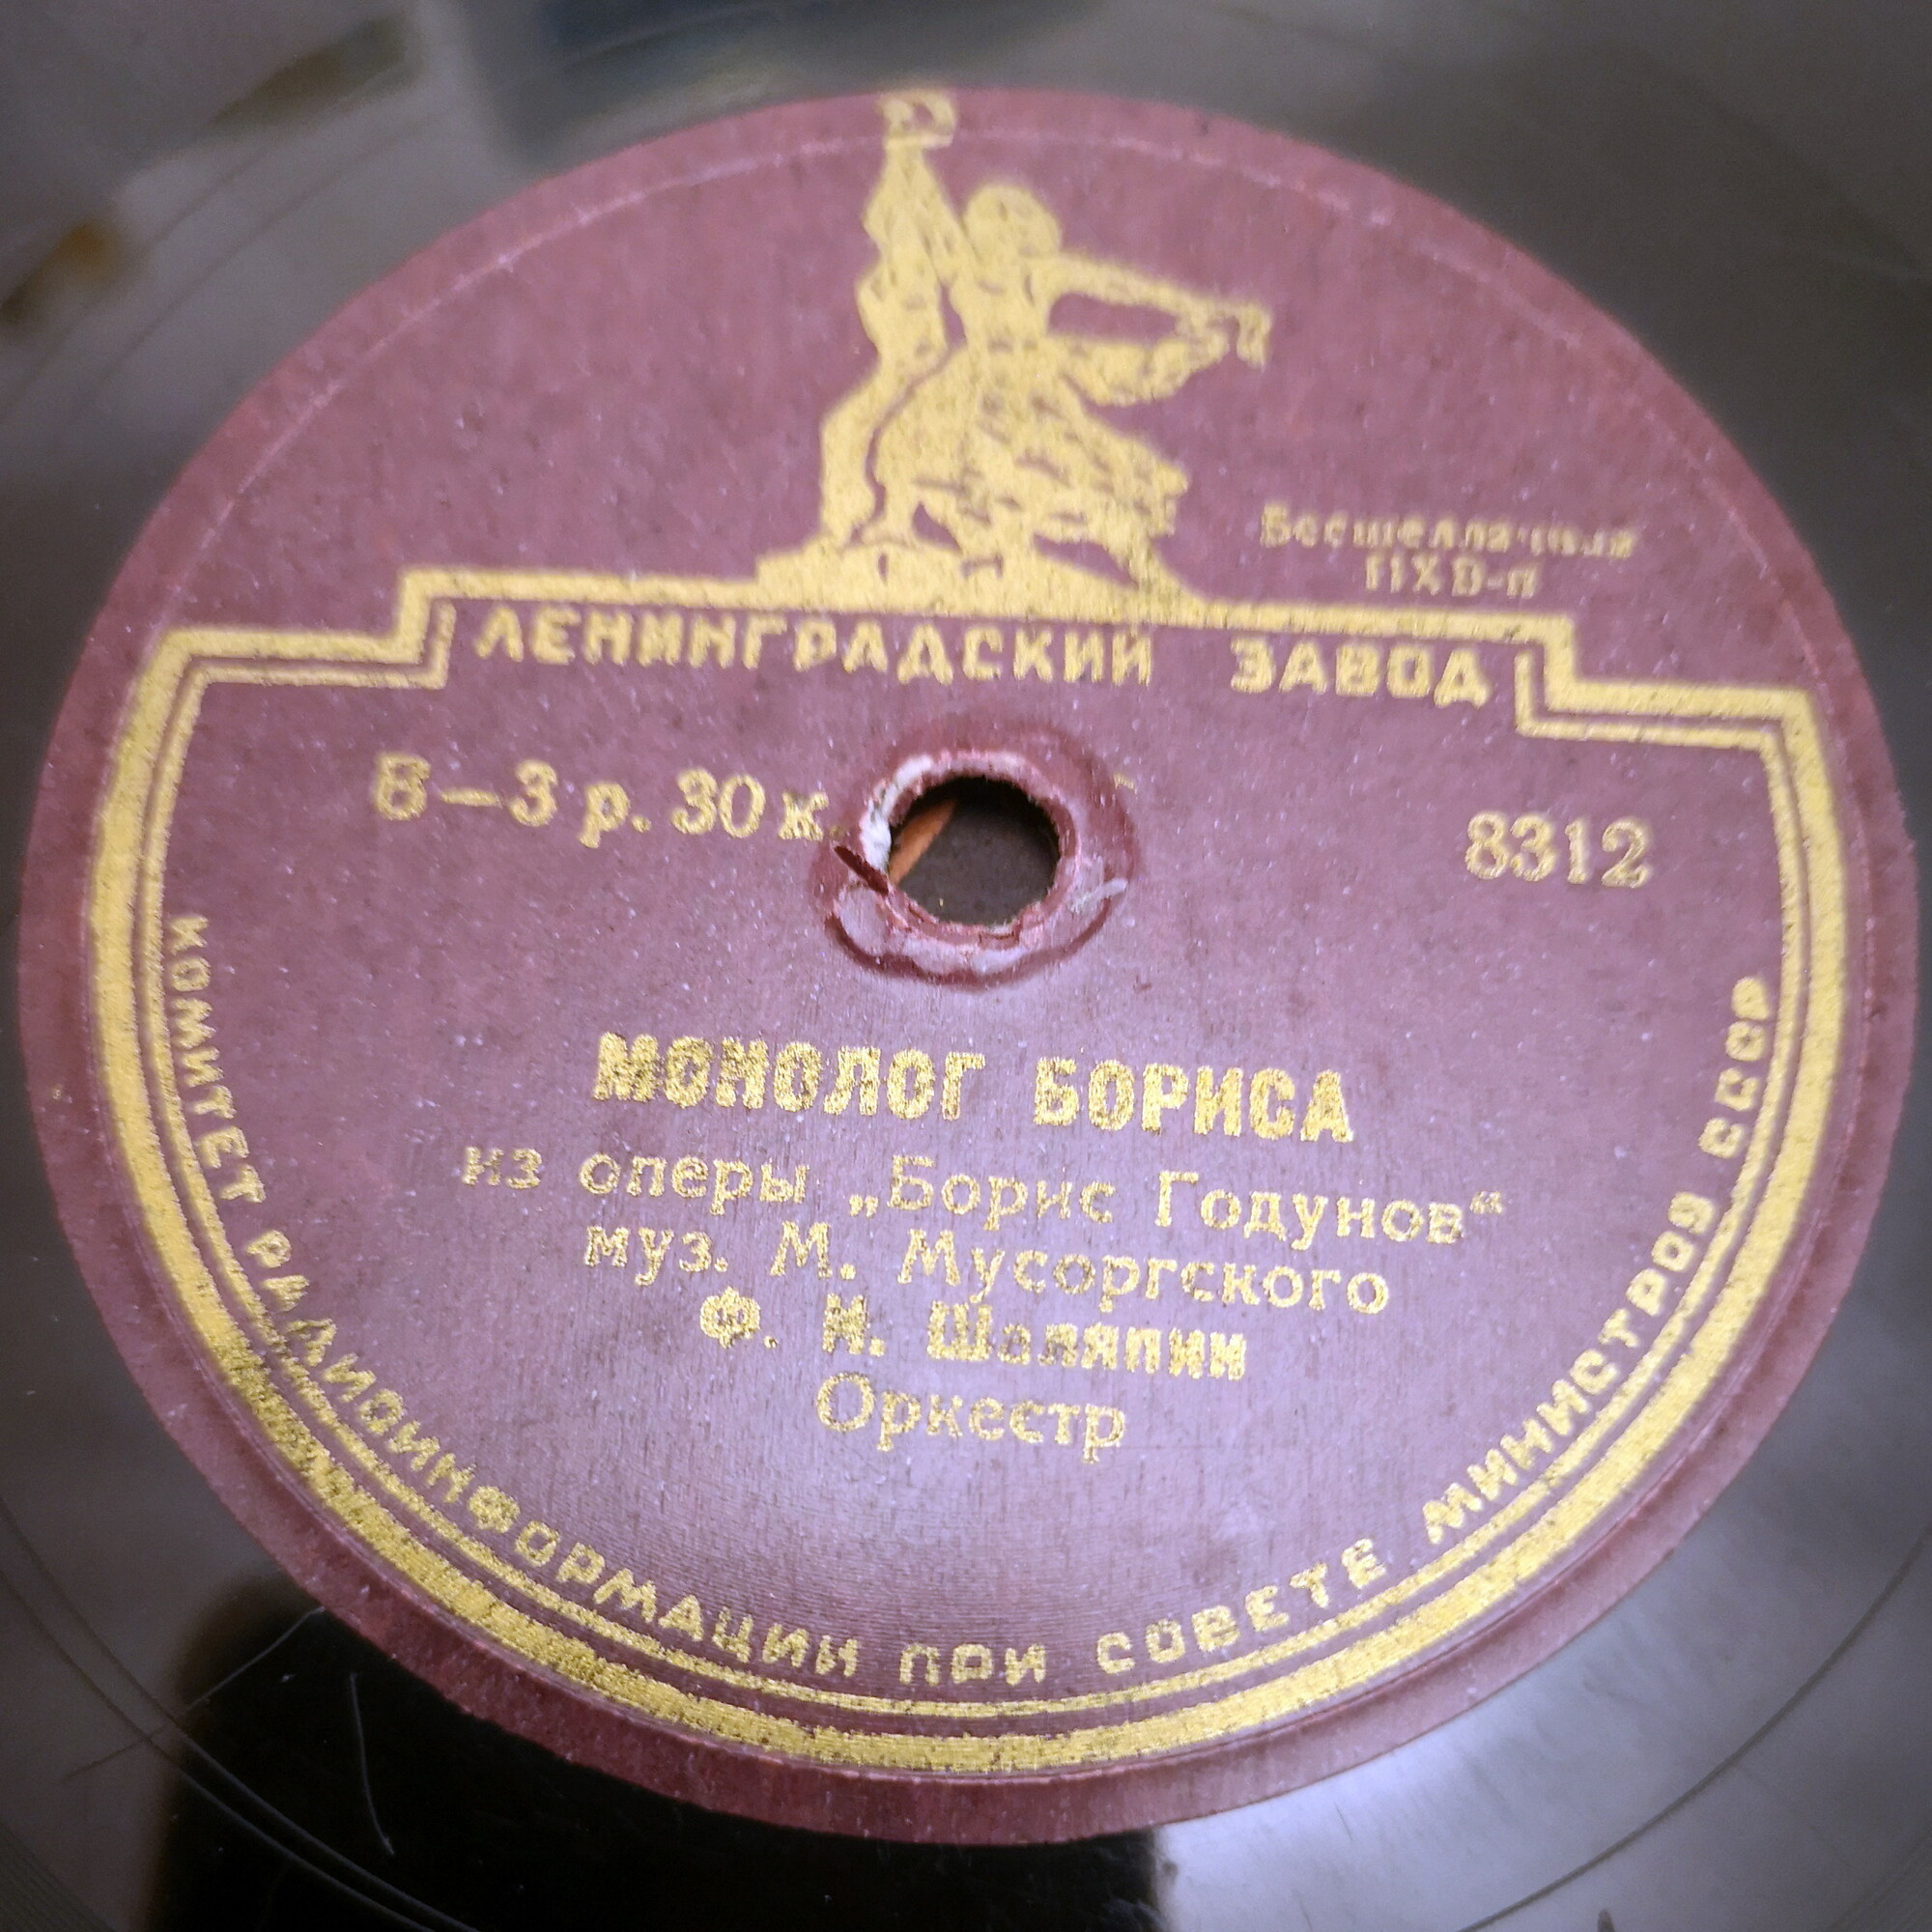 Бесшеллачная
ПХВ-п
ЛЕНИНГРАДСКИЙ ЗАВОД
Б–3 р. 30 к.
8312
МОНОЛОГ БОРИСА
из оперы „Борис Годунов“
муз. М. Мусоргского
Ф. И. Шаляпин
Оркестр
КОМИТЕТ РАДИОИНФОРМАЦИИ ПРИ СОВЕТЕ МИНИСТРОВ СССР